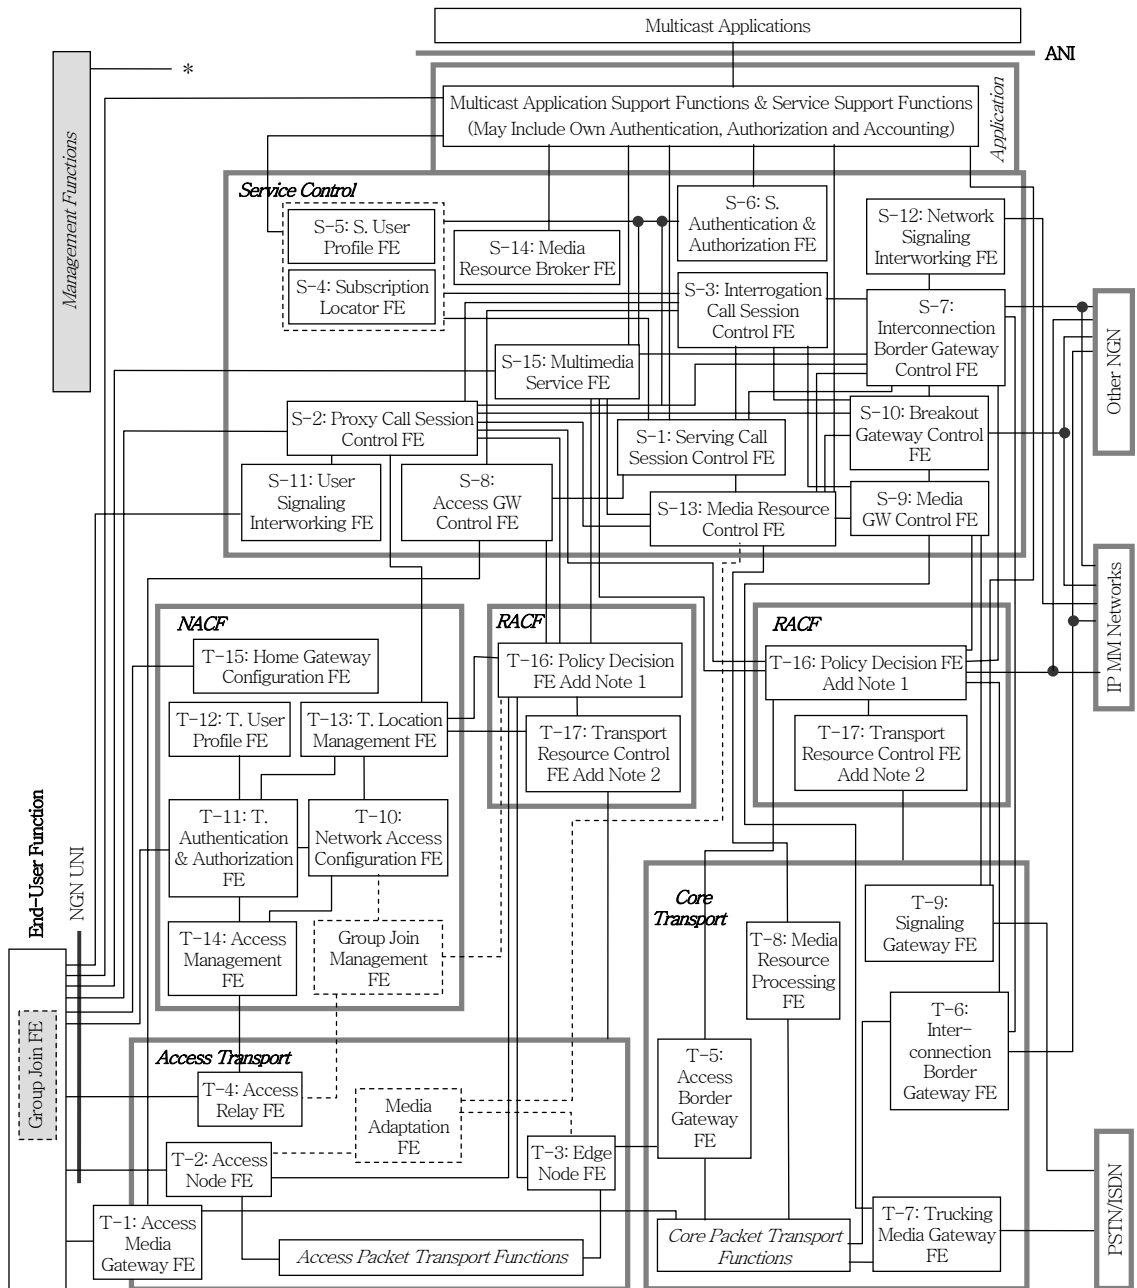 Multicast Applications
ANI
*
Management Functions
Multicast Application Support Functions & Service Support Functions
(May Include Own Authentication, Authorization and Accounting)
Application
Service Control
S-5: S. User
Profile FE
S-4: Subscription
Locator FE
S-14: Media
Resource Broker FE
S-6: S.
Authentication &
Authorization FE
S-12: Network
Signaling
Interworking FE
S-3: Interrogation
Call Session
Control FE
S-7:
Interconnection
Border Gateway
Control FE
S-15: Multimedia
Service FE
S-2: Proxy Call Session
Control FE
S-1: Serving Call
Session Control FE
S-10: Breakout
Gateway Control
FE
S-11: User
Signaling
Interworking FE
S-8:
Access GW
Control FE
S-13: Media Resource
Control FE
S-9: Media
GW Control FE
Other NGN
IP MM Networks
NACF
T-15: Home Gateway
Configuration FE
T-12: T. User
Profile FE
T-13: T. Location
Management FE
T-11: T.
Authentication
& Authorization
FE
T-10:
Network Access
Configuration FE
T-14: Access
Management
FE
Group Join
Management
FE
RACF
T-16: Policy Decision
FE Add Note 1
T-17: Transport
Resource Control
FE Add Note 2
RACF
T-16: Policy Decision FE
Add Note 1
T-17: Transport
Resource Control FE
Add Note 2
End-User Function
NGN UNI
Group Join FE
Access Transport
T-4: Access
Relay FE
Media
Adaptation
FE
T-2: Access
Node FE
T-3: Edge
Node FE
T-1: Access
Media
Gateway FE
Access Packet Transport Functions
Core
Transport
T-9:
Signaling
Gateway FE
T-8: Media
Resource
Processing
FE
T-6:
Inter-
connection
Border
Gateway FE
T-5:
Access
Border
Gateway
FE
Core Packet Transport
Functions
T-7: Trucking
Media Gateway
FE
PSTN/ISDN